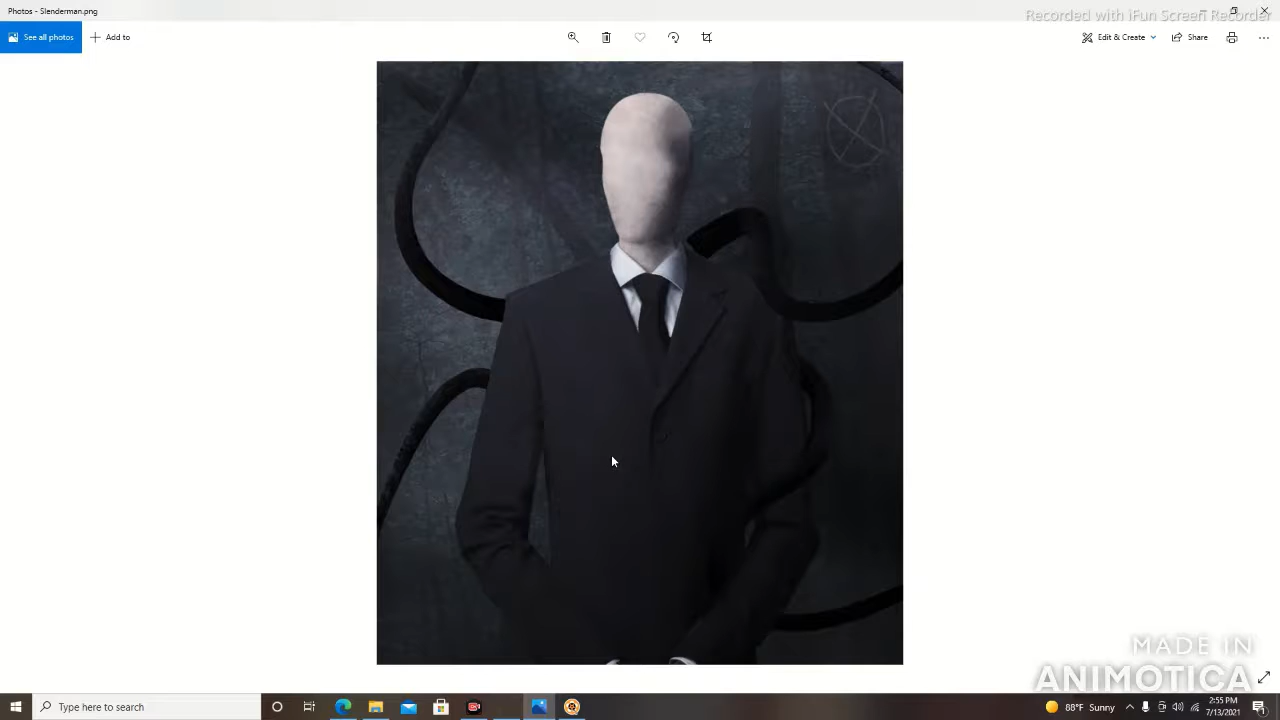 Photos - Slenderman.png
Recorded with iFun Screen Recorder
See all photos
Add to
Edit & Create
Share
MADE IN
ANIMOTICA
Type here to search
88°F Sunny
2:55 PM
7/13/2021